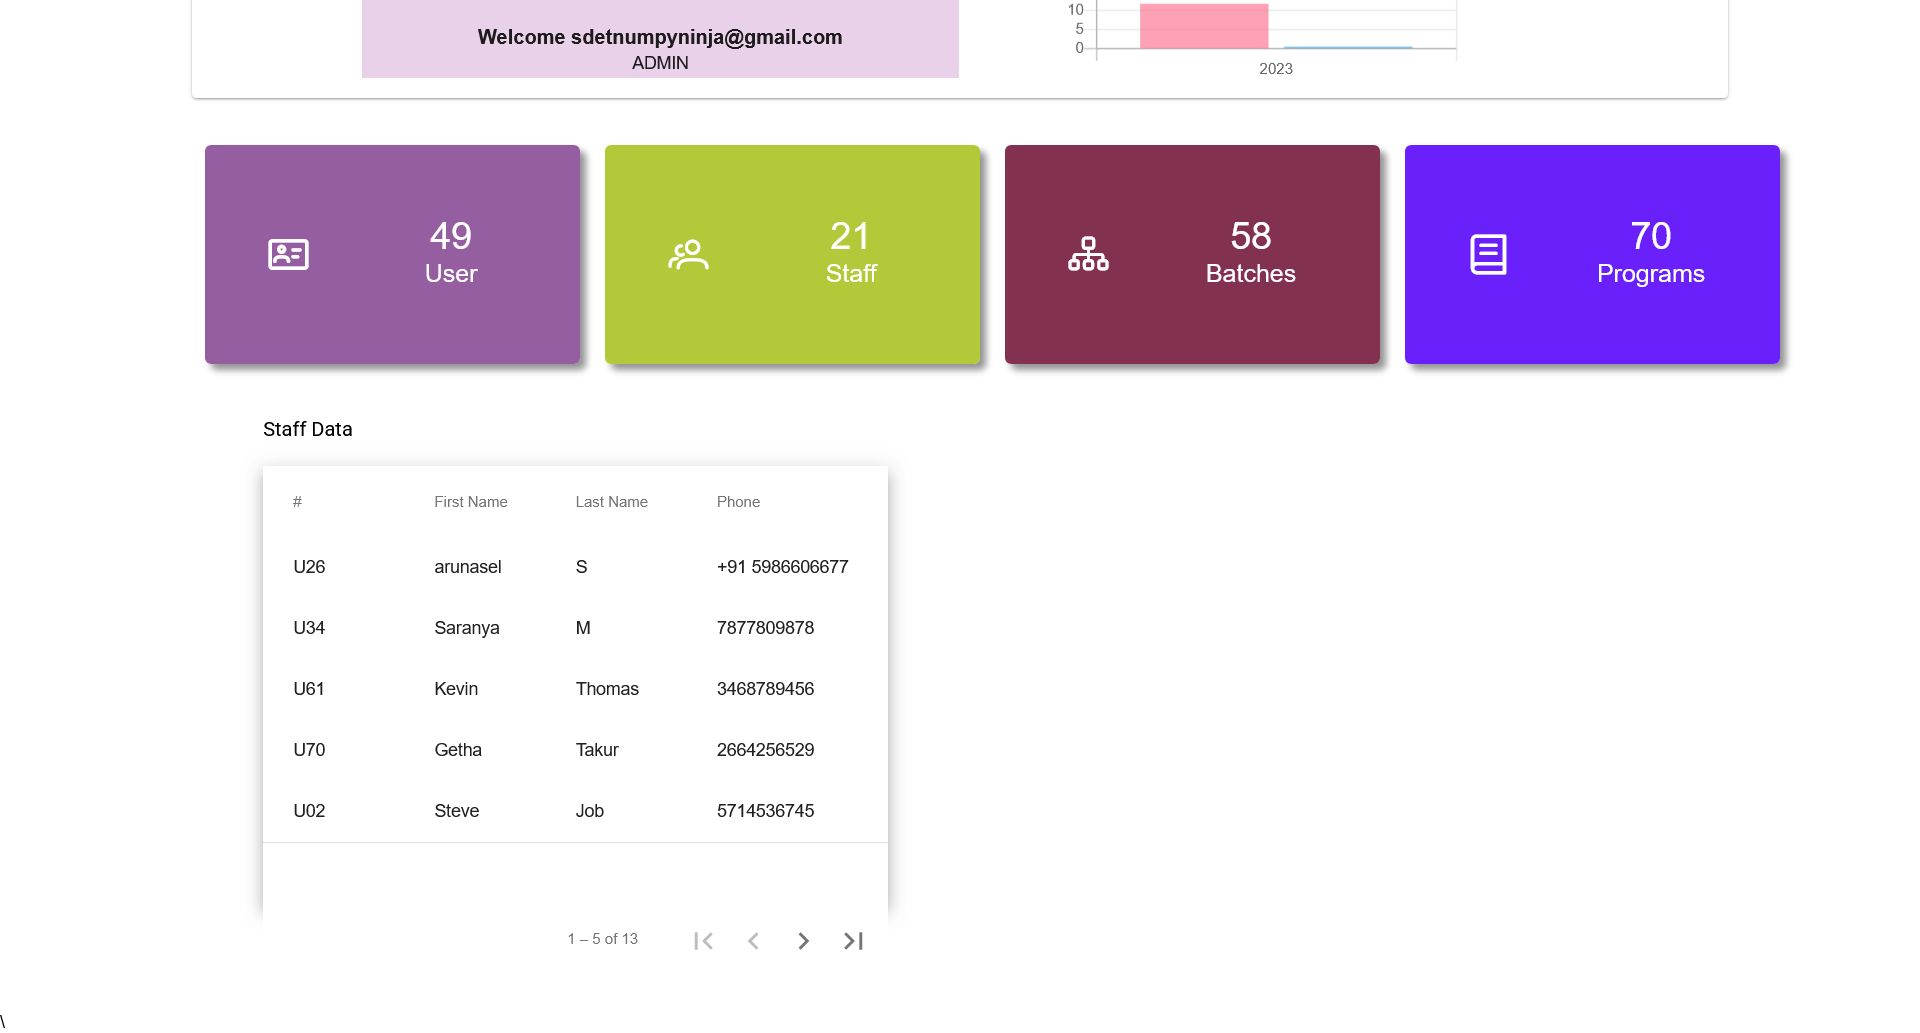 Welcome sdetnumpyninja@gmail.com
ADMIN
10
5
0
2023
49
User
21
Staff
58
Batches
70
Programs
Staff Data
# First Name Last Name Phone
U26 arunasel S +91 5986606677
U34 Saranya M 7877809878
U61 Kevin Thomas 3468789456
U70 Getha Takur 2664256529
U02 Steve Job 5714536745
1 – 5 of 13
\